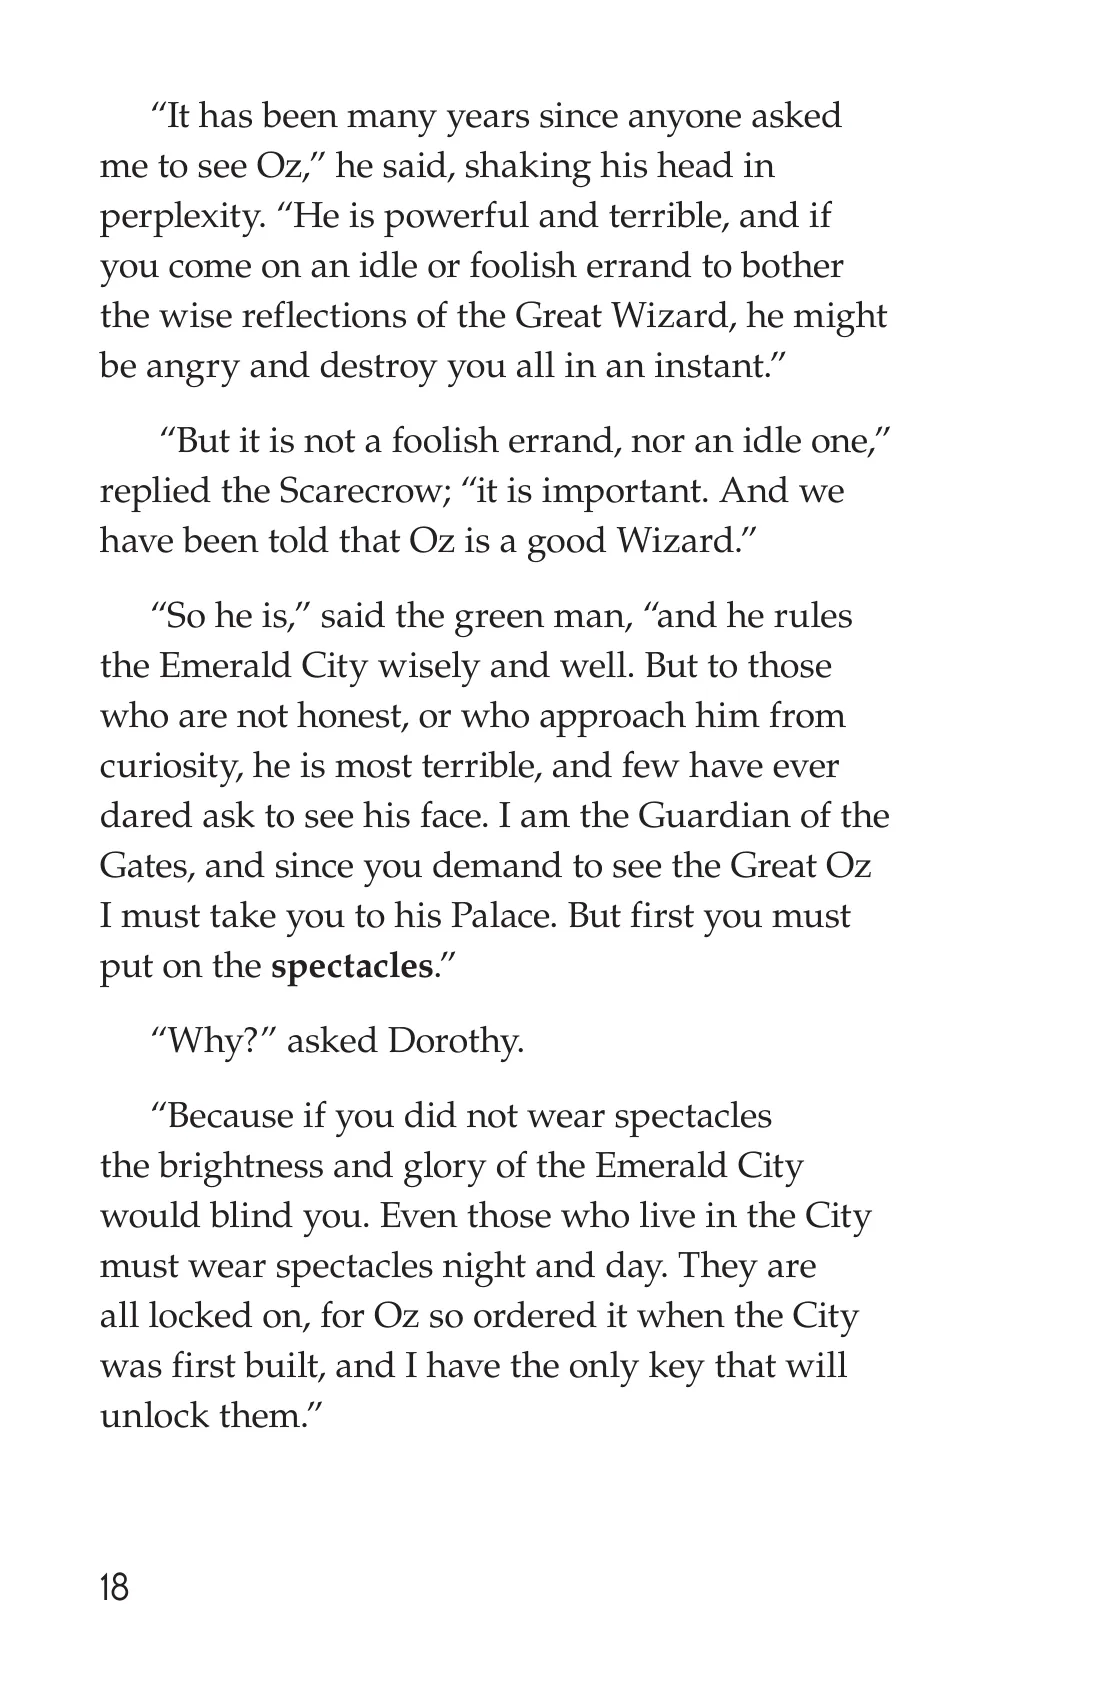 “It has been many years since anyone asked
me to see Oz,” he said, shaking his head in
perplexity. “He is powerful and terrible, and if
you come on an idle or foolish errand to bother
the wise reflections of the Great Wizard, he might
be angry and destroy you all in an instant.”
“But it is not a foolish errand, nor an idle one,”
replied the Scarecrow; “it is important. And we
have been told that Oz is a good Wizard.”
“So he is,” said the green man, “and he rules
the Emerald City wisely and well. But to those
who are not honest, or who approach him from
curiosity, he is most terrible, and few have ever
dared ask to see his face. I am the Guardian of the
Gates, and since you demand to see the Great Oz
I must take you to his Palace. But first you must
put on the spectacles.”
“Why?” asked Dorothy.
“Because if you did not wear spectacles
the brightness and glory of the Emerald City
would blind you. Even those who live in the City
must wear spectacles night and day. They are
all locked on, for Oz so ordered it when the City
was first built, and I have the only key that will
unlock them.”
18